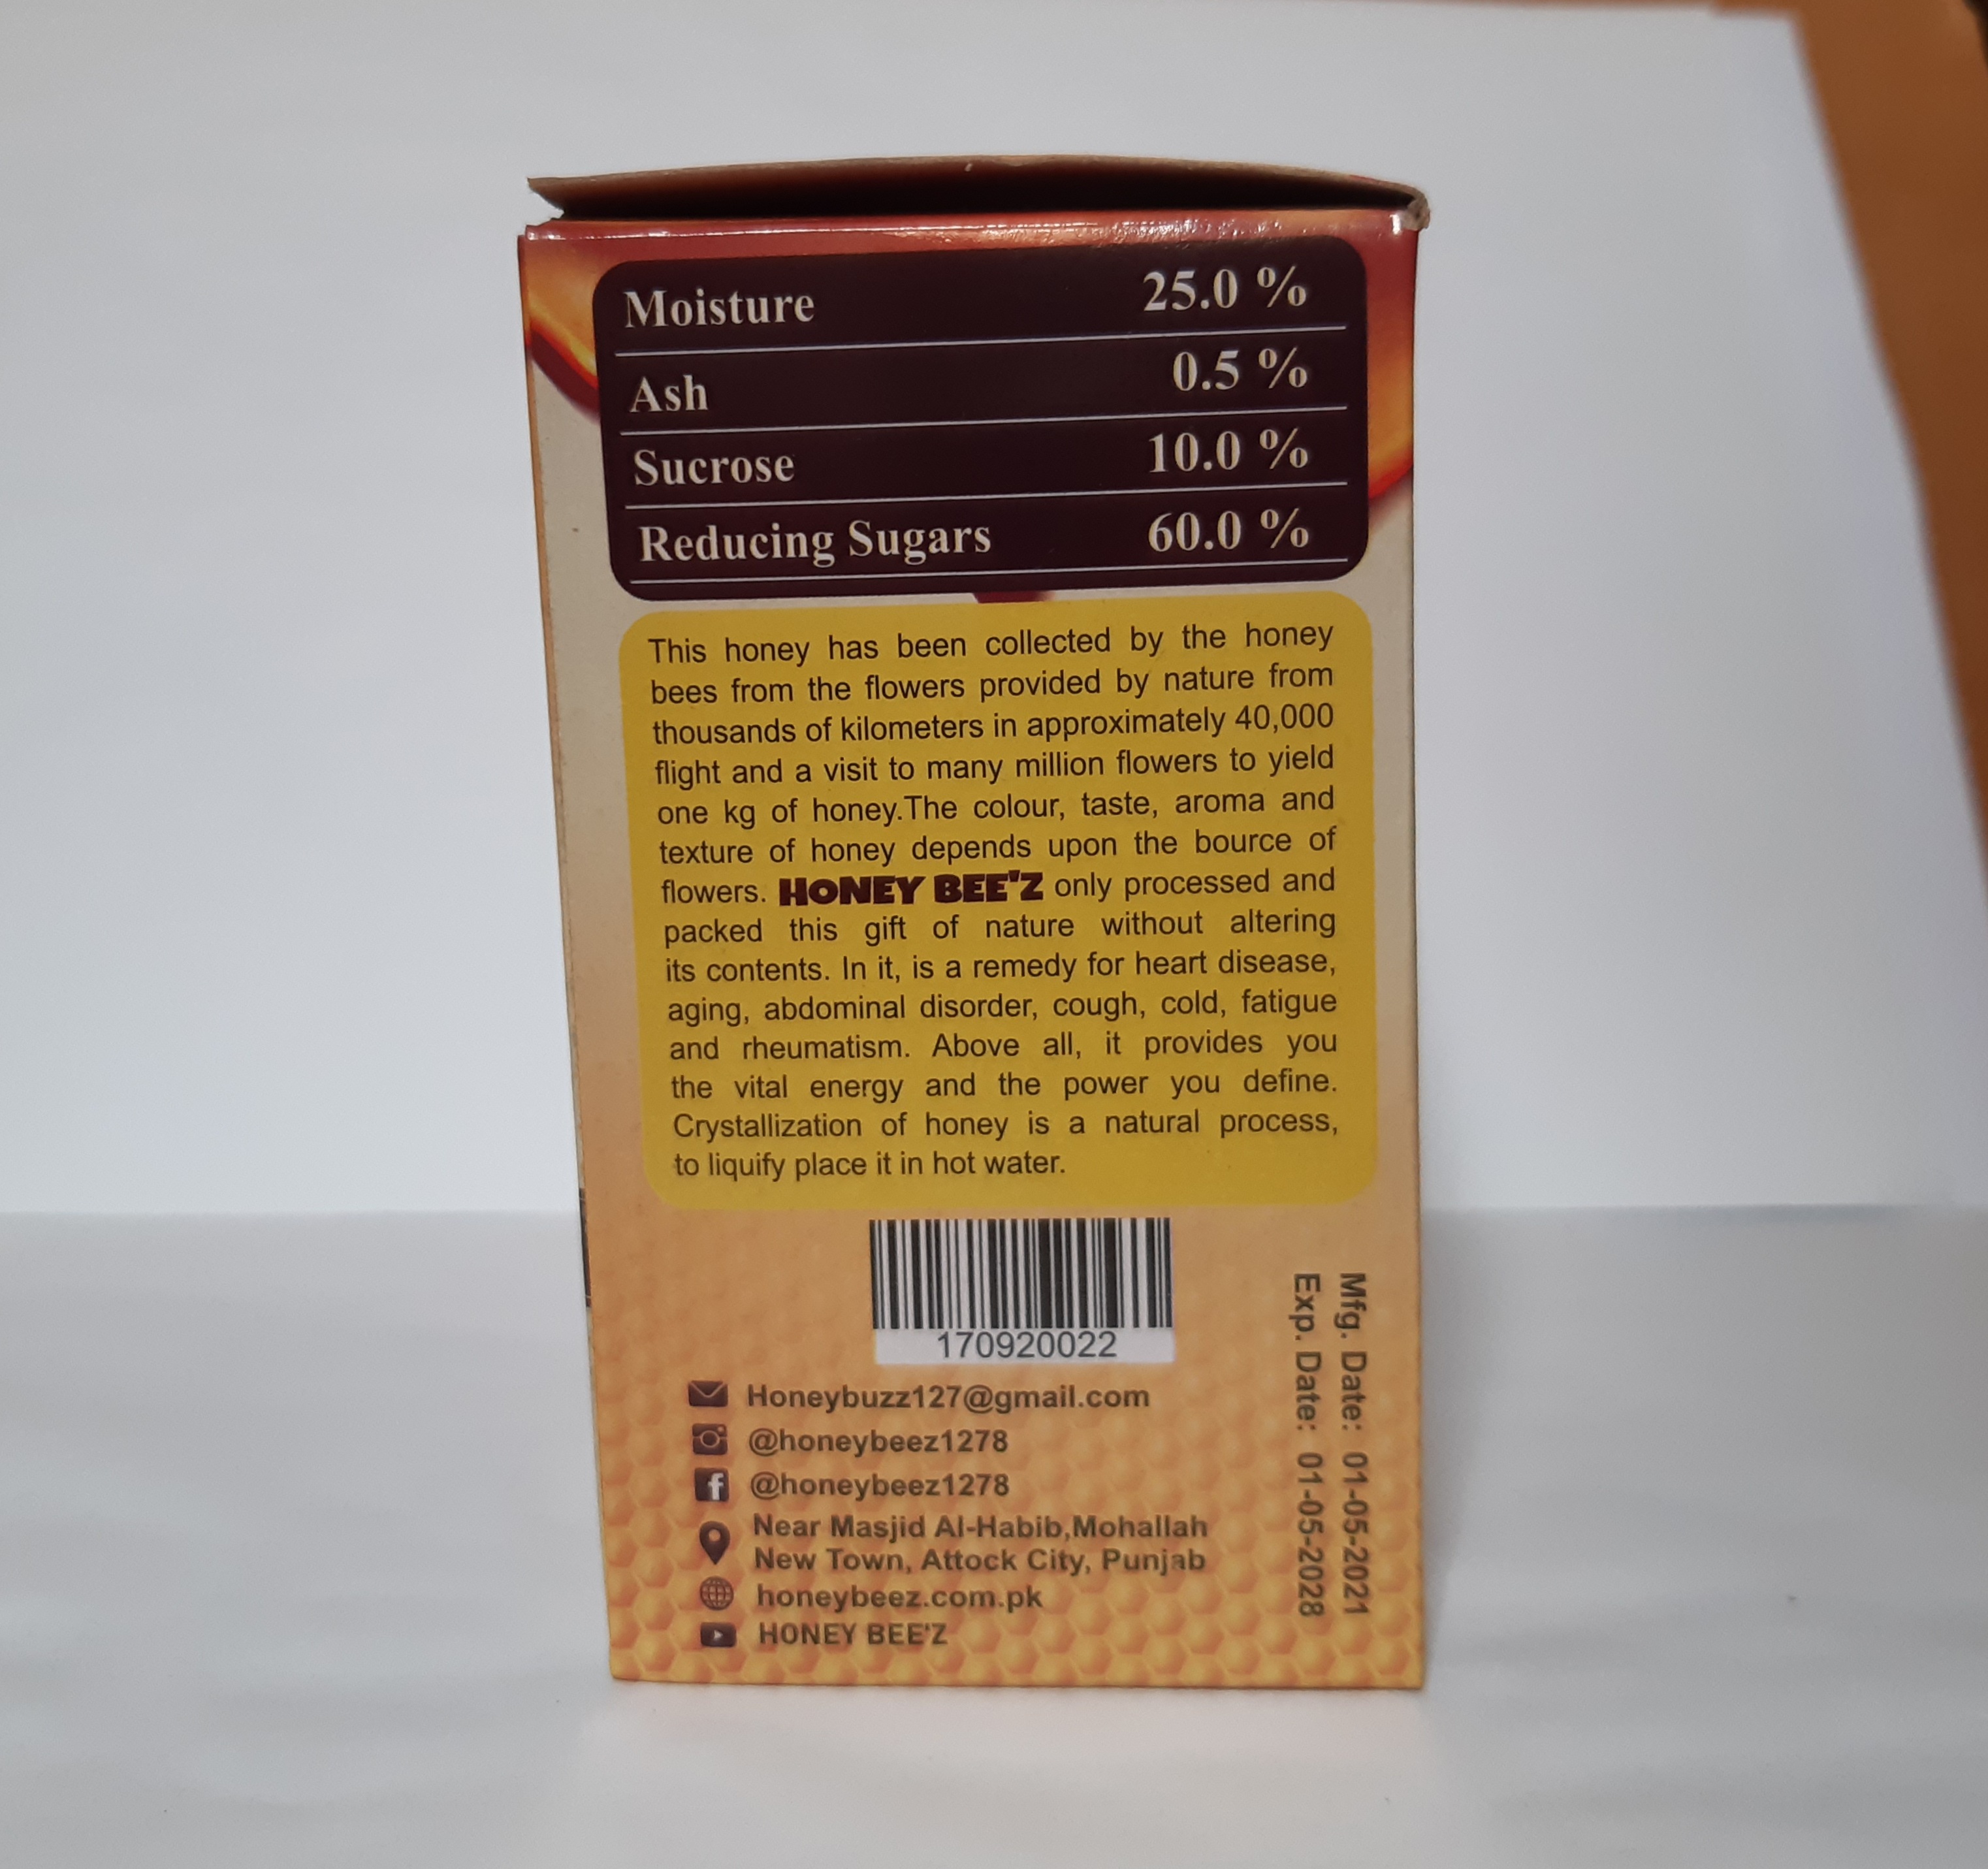 Moisture 25.0 %
Ash 0.5 %
Sucrose 10.0 %
Reducing Sugars 60.0 %
This honey has been collected by the honey
bees from the flowers provided by nature from
thousands of kilometers in approximately 40,000
flight and a visit to many million flowers to yield
one kg of honey.The colour, taste, aroma and
texture of honey depends upon the bource of
flowers. HONEY BEE'Z only processed and
packed this gift of nature without altering
its contents. In it, is a remedy for heart disease,
aging, abdominal disorder, cough, cold, fatigue
and rheumatism. Above all, it provides you
the vital energy and the power you define.
Crystallization of honey is a natural process,
to liquify place it in hot water.
170920022
Honeybuzz127@gmail.com
@honeybeez1278
@honeybeez1278
Near Masjid Al-Habib,Mohallah
New Town, Attock City, Punjab
honeybeez.com.pk
HONEY BEE'Z
Mfg. Date: 01-05-2021
Exp. Date: 01-05-2028